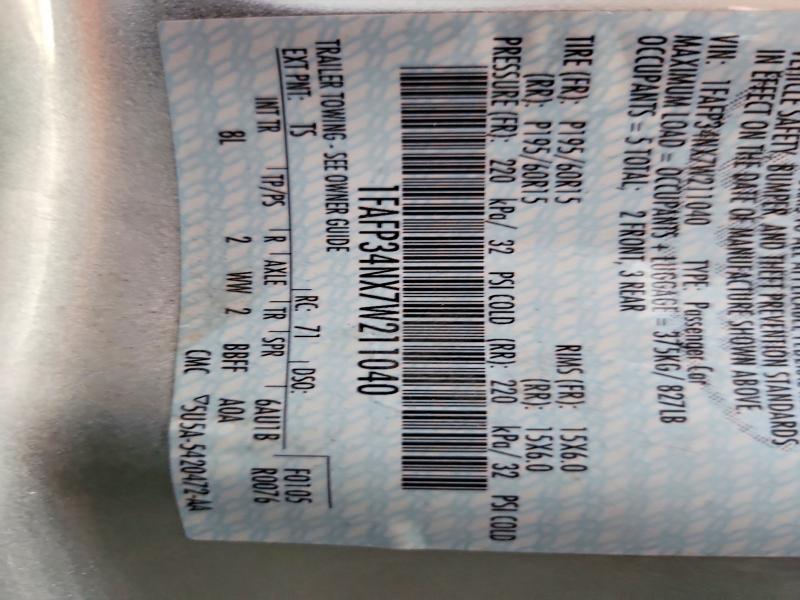 VEHICLE SAFETY, BUMPER, AND THEFT PREVENTION STANDARDS
IN EFFECT ON THE DATE OF MANUFACTURE SHOWN ABOVE.
VIN: 1FAFP34NX7W211040 TYPE: Passenger Car
MAXIMUM LOAD = OCCUPANTS + LUGGAGE = 375KG/ 827LB
OCCUPANTS = 5 TOTAL; 2 FRONT, 3 REAR
TIRE (FR): P195/60R15 RIMS (FR): 15X6.0
(RR): P195/60R15 (RR): 15X6.0
PRESSURE (FR): 220 kPa/ 32 PSI COLD (RR): 220 kPa/ 32 PSI COLD
1FAFP34NX7W211040
TRAILER TOWING - SEE OWNER GUIDE
EXT PNT: TS RC: 71 DSO: F0105
INT TR TP/PS R AXLE TR SPR 6AU1B R0076
8L 2 WW 2 BBFF AOA
CMC ▽5U5A-5420472-AA